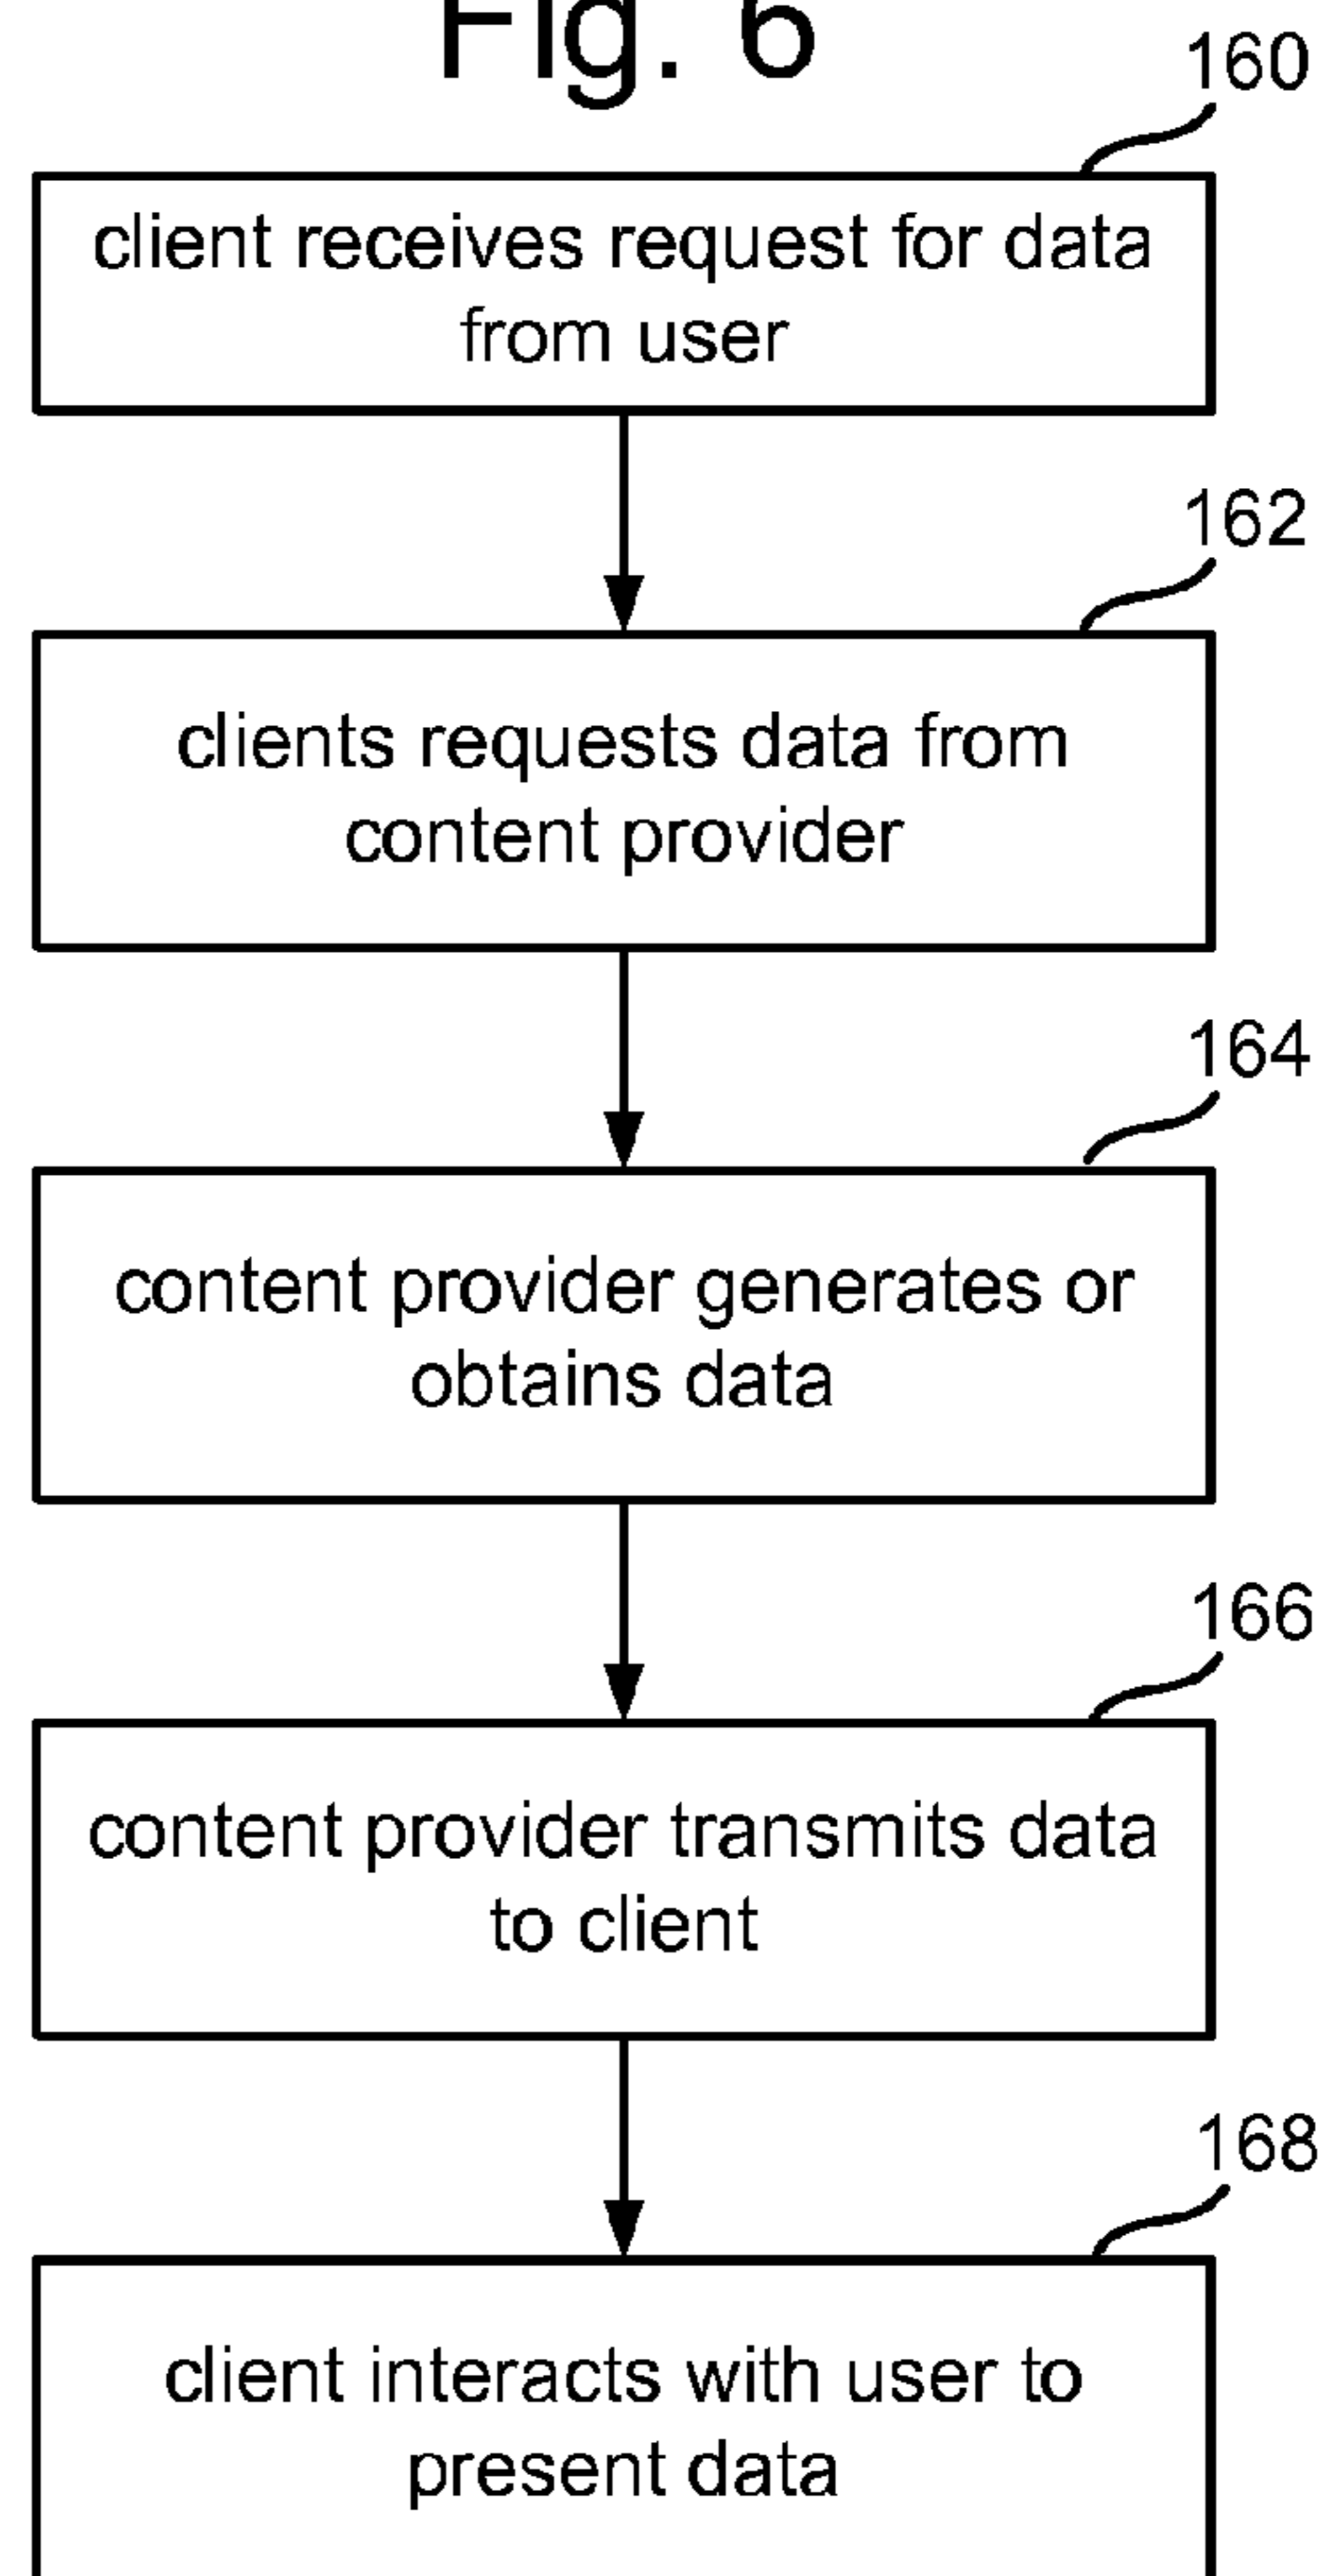 Fig. 6
160
client receives request for data
from user
162
clients requests data from
content provider
164
content provider generates or
obtains data
166
content provider transmits data
to client
168
client interacts with user to
present data